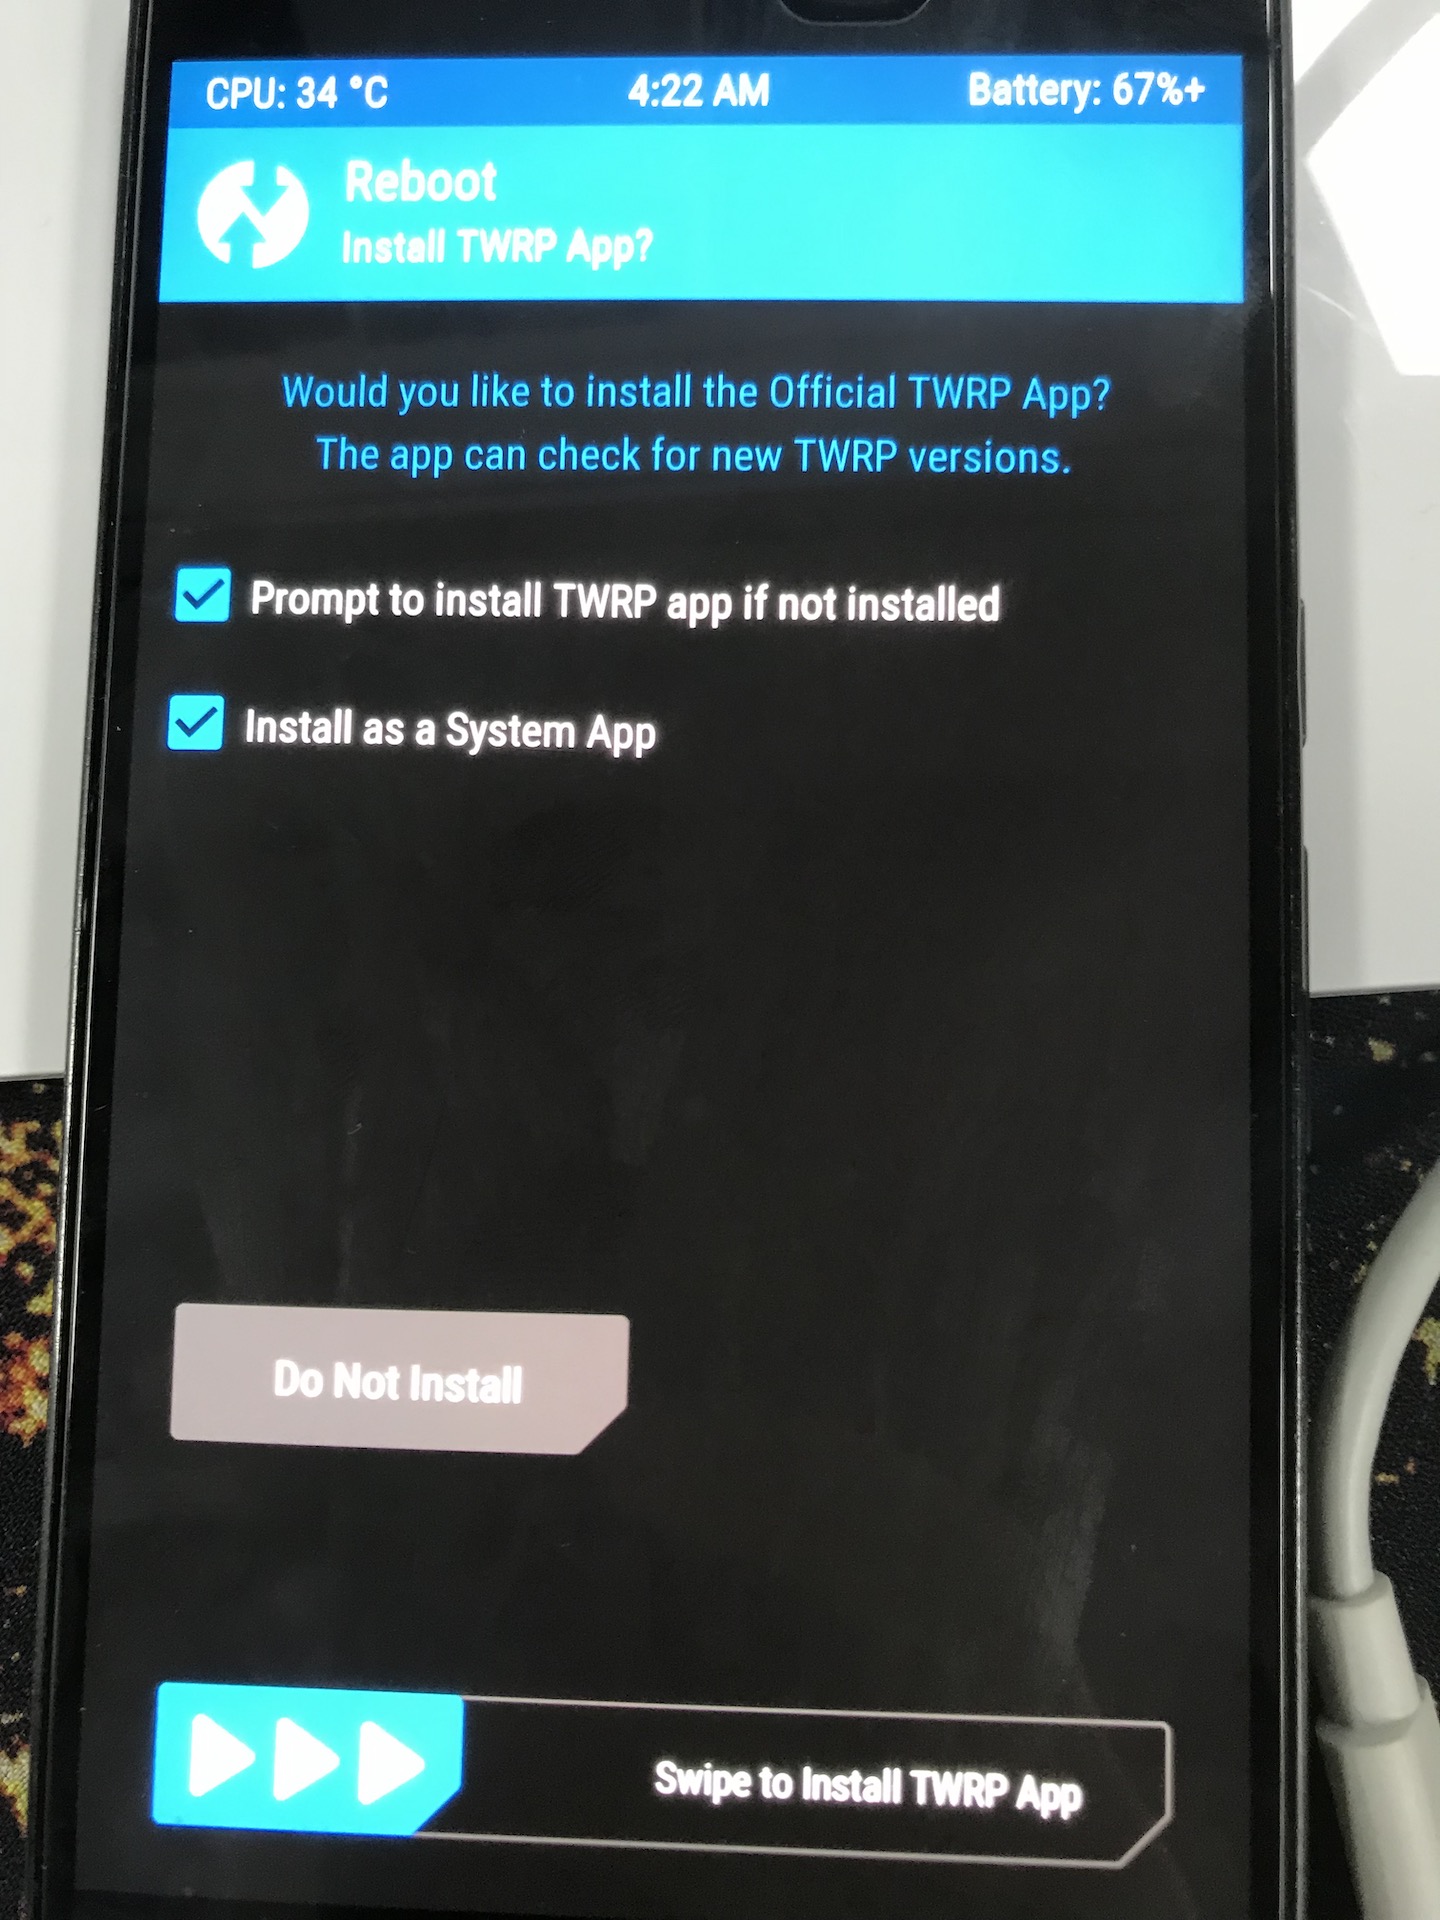 CPU: 34 °C 4:22 AM Battery: 67%+
Reboot
Install TWRP App?
Would you like to install the Official TWRP App?
The app can check for new TWRP versions.
Prompt to install TWRP app if not installed
Install as a System App
Do Not Install
Swipe to Install TWRP App